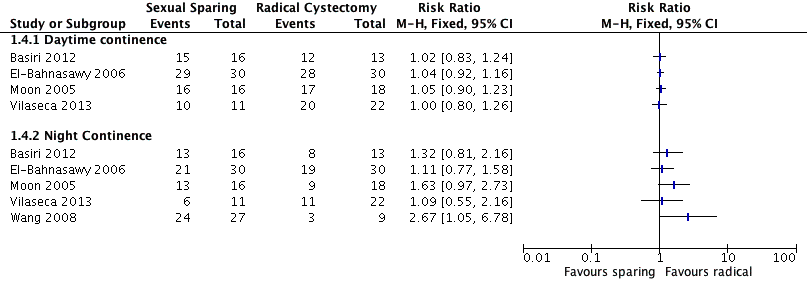 Sexual Sparing Radical Cystectomy Risk Ratio Risk Ratio
Study or Subgroup Events Total Events Total M-H, Fixed, 95% CI M-H, Fixed, 95% CI
1.4.1 Daytime continence
Basiri 2012 15 16 12 13 1.02 [0.83, 1.24]
El-Bahnasawy 2006 29 30 28 30 1.04 [0.92, 1.16]
Moon 2005 16 16 17 18 1.05 [0.90, 1.23]
Vilaseca 2013 10 11 20 22 1.00 [0.80, 1.26]
1.4.2 Night Continence
Basiri 2012 13 16 8 13 1.32 [0.81, 2.16]
El-Bahnasawy 2006 21 30 19 30 1.11 [0.77, 1.58]
Moon 2005 13 16 9 18 1.63 [0.97, 2.73]
Vilaseca 2013 6 11 11 22 1.09 [0.55, 2.16]
Wang 2008 24 27 3 9 2.67 [1.05, 6.78]
0.01 0.1 1 10 100
Favours sparing Favours radical